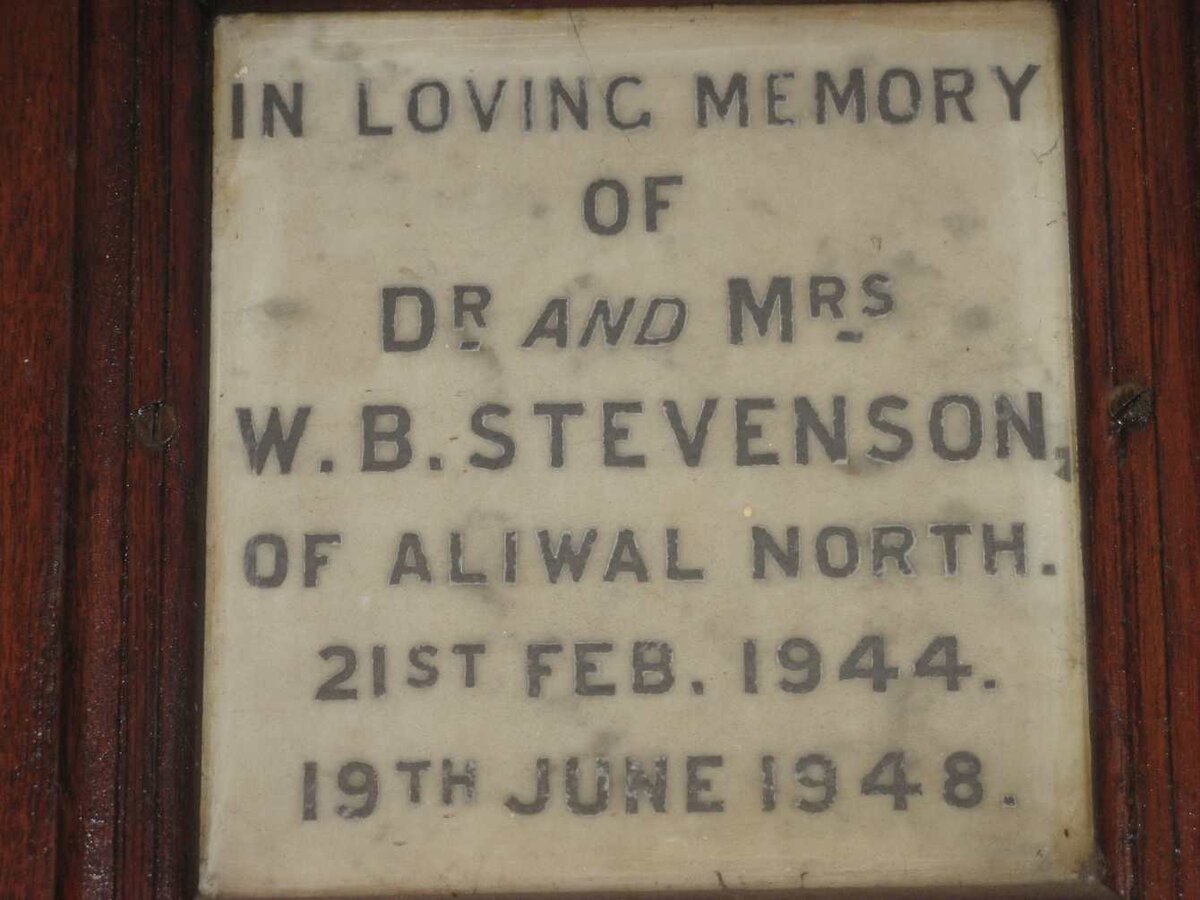 IN LOVING MEMORY
OF
DR. AND MRS.
W. B. STEVENSON,
OF ALIWAL NORTH.
21ST FEB. 1944.
19TH JUNE 1948.